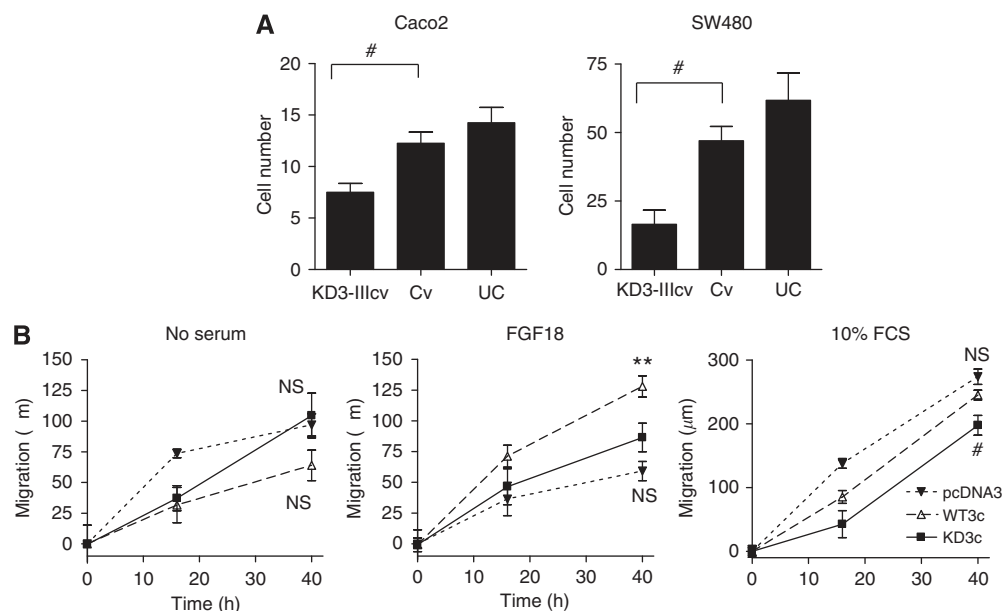 A
Caco2
#
20
15
10
5
0
Cell number
KD3-IIIcv
Cv
UC
SW480
#
75
50
25
0
Cell number
KD3-IIIcv
Cv
UC
B
No serum
150
125
100
75
50
25
0
Migration ( m)
NS
NS
0
10
20
30
40
Time (h)
FGF18
150
125
100
75
50
25
0
Migration ( m)
**
NS
0
10
20
30
40
Time (h)
10% FCS
300
200
100
0
Migration (μm)
NS
#
pcDNA3
WT3c
KD3c
0
10
20
30
40
Time (h)